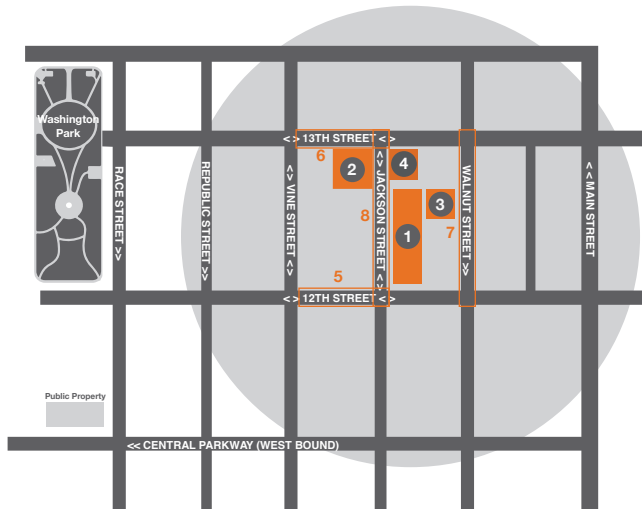 Washington
Park
< > 13TH STREET < >
6
2
4
RACE STREET >>
REPUBLIC STREET >>
<< VINE STREET <>
<> JACKSON STREET <>
WALNUT STREET >>
< < MAIN STREET
3
8
1
7
5
< > 12TH STREET < >
Public Property
<< CENTRAL PARKWAY (WEST BOUND)